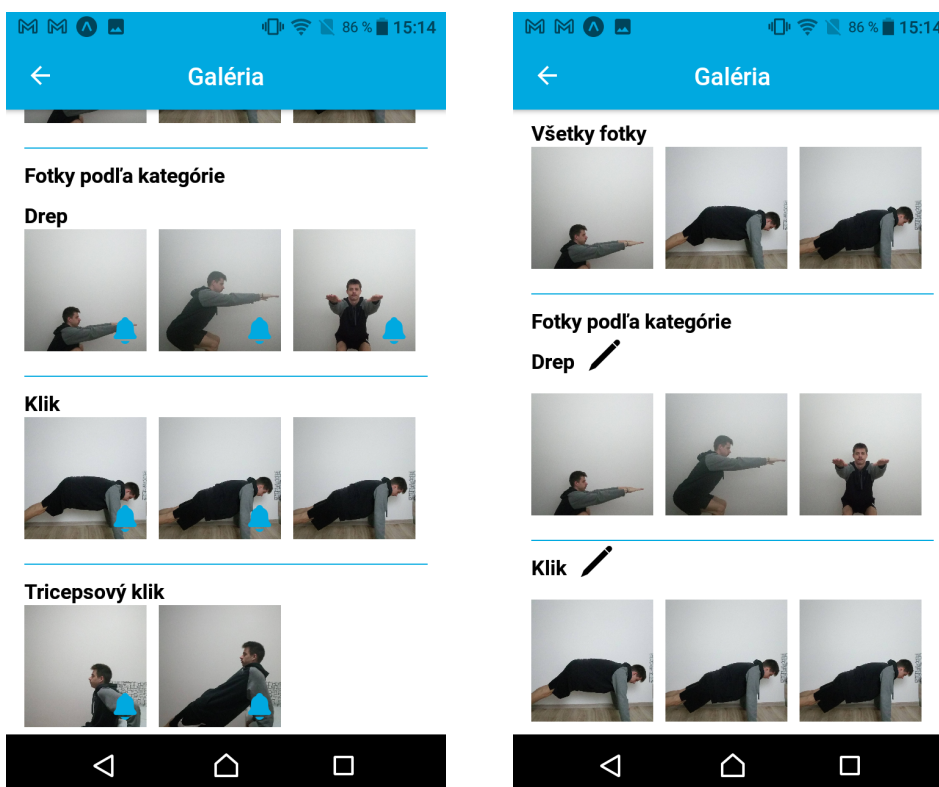 86 % 15:14
Galéria
Fotky podľa kategórie
Drep
Klik
Tricepsový klik
86 % 15:14
Galéria
Všetky fotky
Fotky podľa kategórie
Drep
Klik